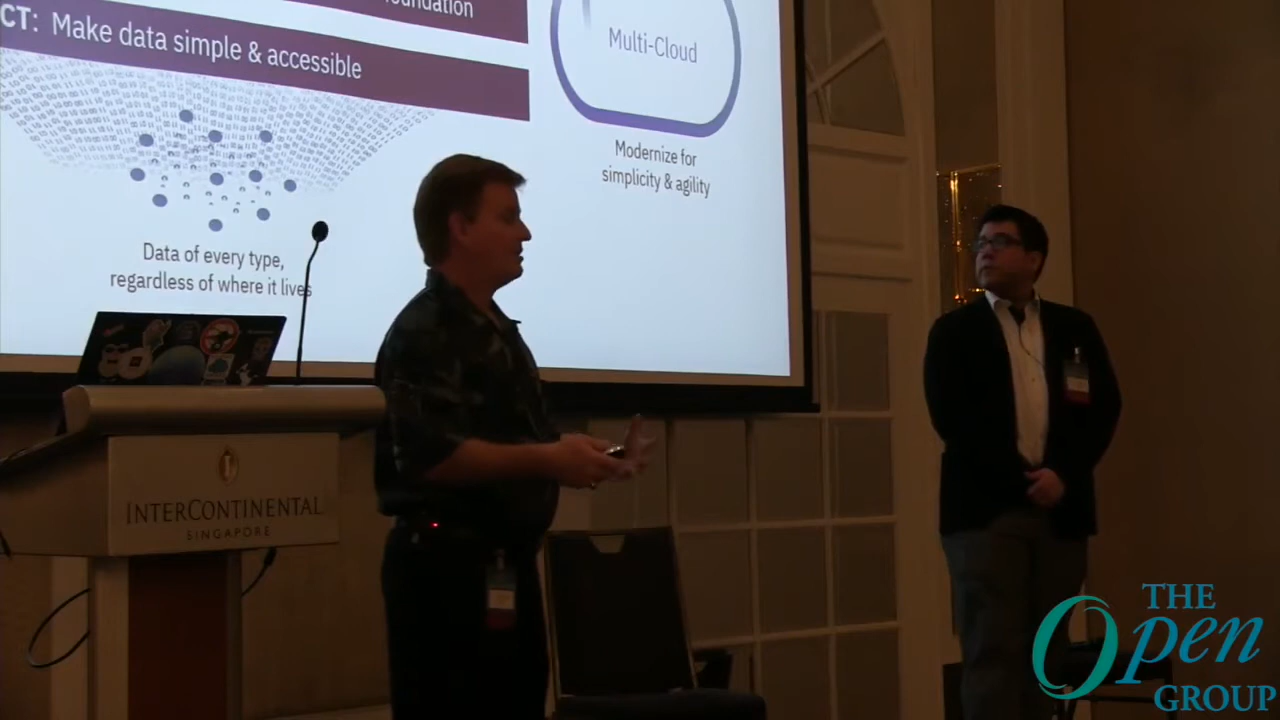 foundation
CT: Make data simple & accessible
Multi-Cloud
Modernize for
simplicity & agility
Data of every type,
regardless of where it lives
INTERCONTINENTAL
SINGAPORE
THE
Open
GROUP